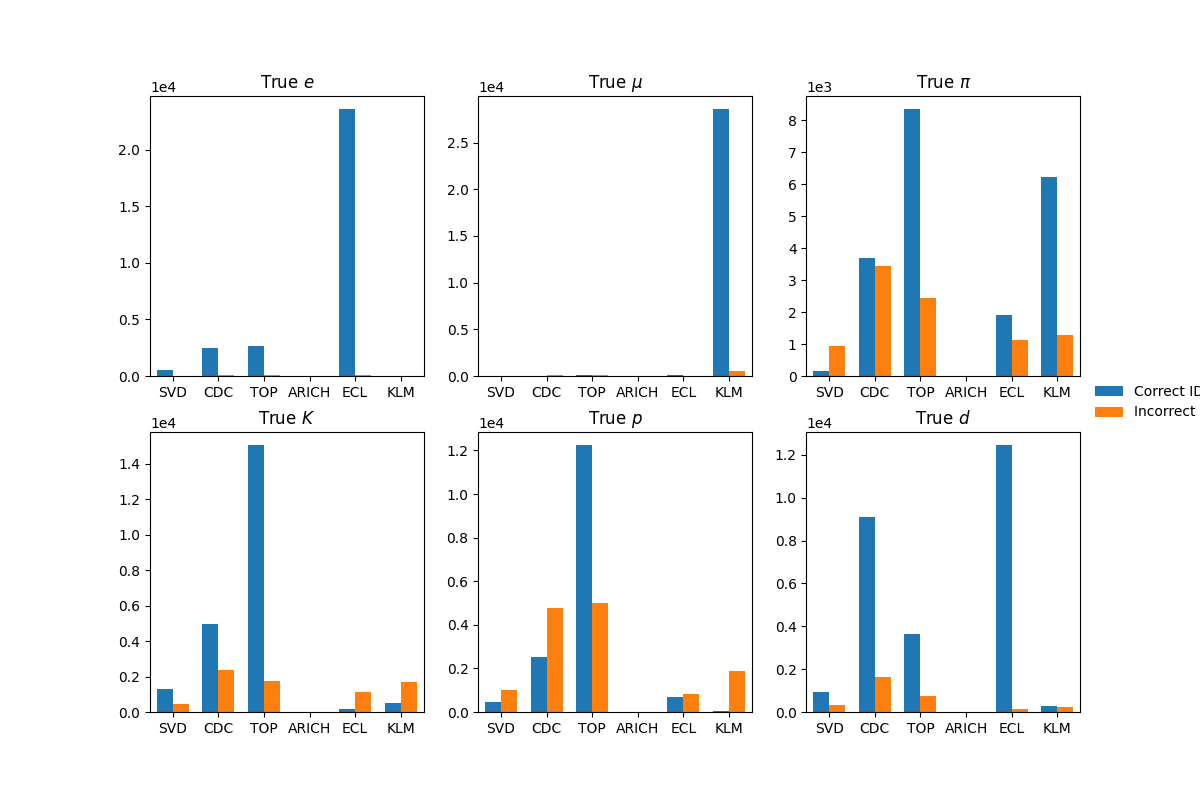 True e
1e4
0.0
0.5
1.0
1.5
2.0
SVD CDC TOP ARICH ECL KLM
True μ
1e4
0.0
0.5
1.0
1.5
2.0
2.5
SVD CDC TOP ARICH ECL KLM
True π
1e3
0
1
2
3
4
5
6
7
8
SVD CDC TOP ARICH ECL KLM
True K
1e4
0.0
0.2
0.4
0.6
0.8
1.0
1.2
1.4
SVD CDC TOP ARICH ECL KLM
True p
1e4
0.0
0.2
0.4
0.6
0.8
1.0
1.2
SVD CDC TOP ARICH ECL KLM
True d
1e4
0.0
0.2
0.4
0.6
0.8
1.0
1.2
SVD CDC TOP ARICH ECL KLM
Correct ID
Incorrect